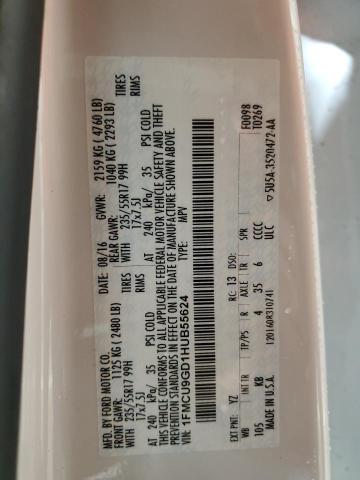 MFD. BY FORD MOTOR CO.
DATE: 08/16 GVWR: 2159 KG ( 4760 LB)
FRONT GAWR: 1125 KG ( 2480 LB) REAR GAWR: 1040 KG ( 2293 LB)
WITH 235/55R17 99H TIRES WITH 235/55R17 99H TIRES
17x7.5J RIMS 17x7.5J RIMS
AT 240 kPa/ 35 PSI COLD AT 240 kPa/ 35 PSI COLD
THIS VEHICLE CONFORMS TO ALL APPLICABLE FEDERAL MOTOR VEHICLE SAFETY AND THEFT
PREVENTION STANDARDS IN EFFECT ON THE DATE OF MANUFACTURE SHOWN ABOVE.
VIN: 1FMCU9GD1HUB55624 MPV
F0098
T0269
EXT PNT: YZ RC: 13 DSO:
WB INT TR TP/PS R AXLE TR SPR
105 KB 4 35 6 CCCC
MADE IN U.S.A. ULC
1201608310741 5U5A-3520472-AA